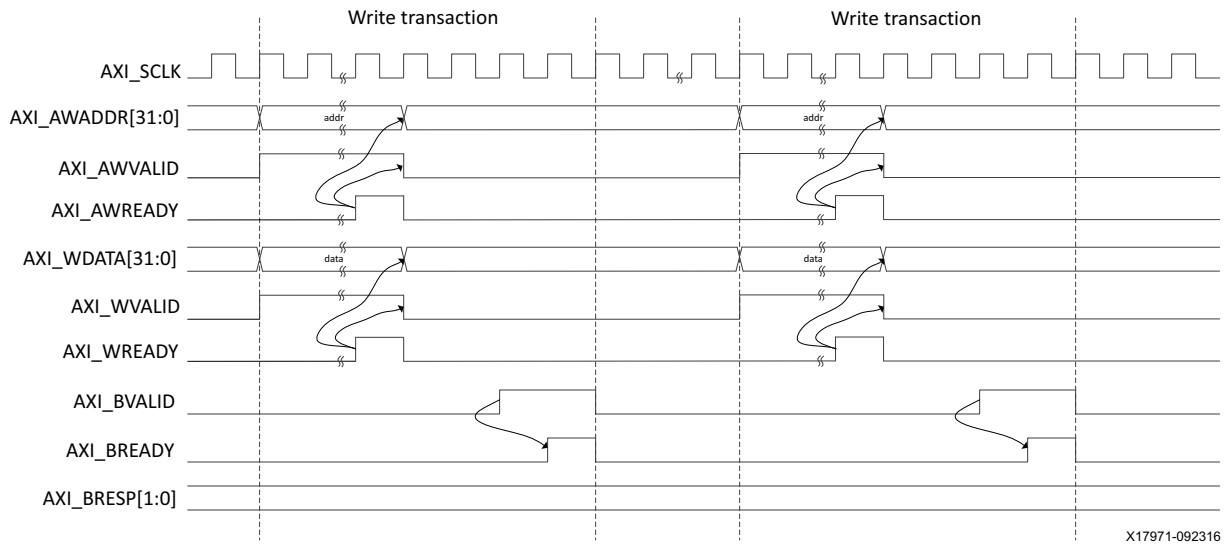 Write transaction Write transaction
AXI_SCLK
AXI_AWADDR[31:0] addr addr
AXI_AWVALID
AXI_AWREADY
AXI_WDATA[31:0] data data
AXI_WVALID
AXI_WREADY
AXI_BVALID
AXI_BREADY
AXI_BRESP[1:0]
X17971-092316